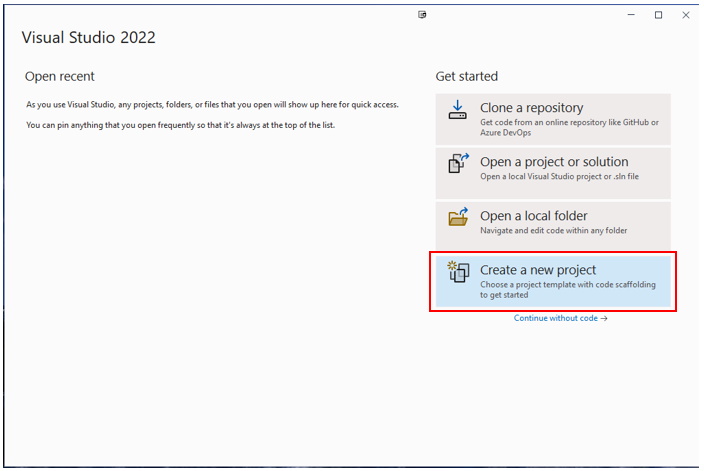 Visual Studio 2022
Open recent
As you use Visual Studio, any projects, folders, or files that you open will show up here for quick access.
You can pin anything that you open frequently so that it's always at the top of the list.
Get started
Clone a repository
Get code from an online repository like GitHub or
Azure DevOps
Open a project or solution
Open a local Visual Studio project or .sln file
Open a local folder
Navigate and edit code within any folder
Create a new project
Choose a project template with code scaffolding
to get started
Continue without code →